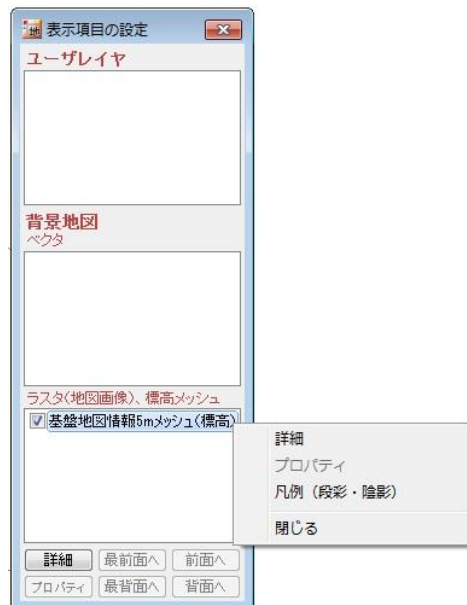 地 表示項目の設定
ユーザレイヤ
背景地図
ベクタ
ラスタ(地図画像)、標高メッシュ
基盤地図情報5mメッシュ(標高)
詳細
プロパティ
凡例（段彩・陰影）
閉じる
詳細 最前面へ 前面へ
プロパティ 最背面へ 背面へ